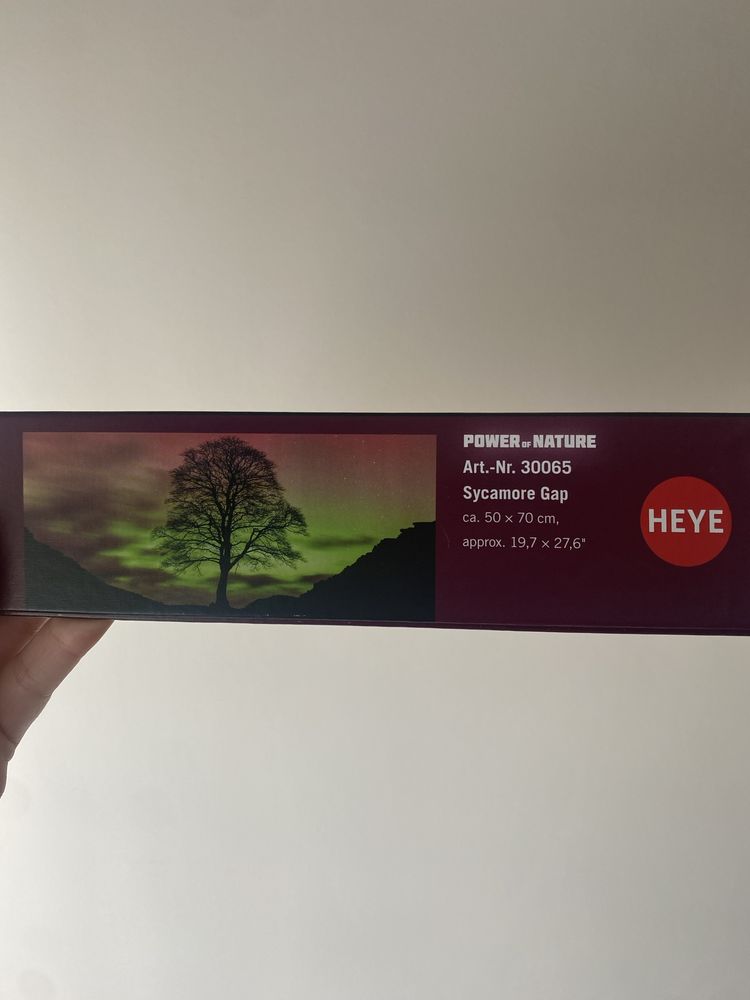 POWER OF NATURE
Art.-Nr. 30065
Sycamore Gap
ca. 50 × 70 cm,
approx. 19,7 × 27,6"
HEYE